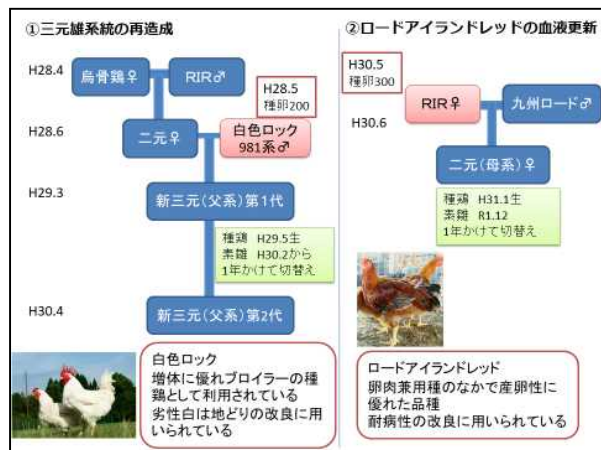 ①三元雄系統の再造成
H28.4
烏骨鶏♀
RIR♂
H28.5
種卵200
H28.6
二元♀
白色ロック
981系♂
H29.3
新三元(父系)第1代
種鶏 H29.5生
素雛 H30.2から
1年かけて切替え
H30.4
新三元(父系)第2代
白色ロック
増体に優れブロイラーの種
鶏として利用されている
劣性白は地どりの改良に用
いられている
②ロードアイランドレッドの血液更新
H30.5
種卵300
H30.6
RIR♀
九州ロード♂
二元(母系)♀
種鶏 H31.1生
素雛 R1.12
1年かけて切替え
ロードアイランドレッド
卵肉兼用種のなかで産卵性に
優れた品種
耐病性の改良に用いられている